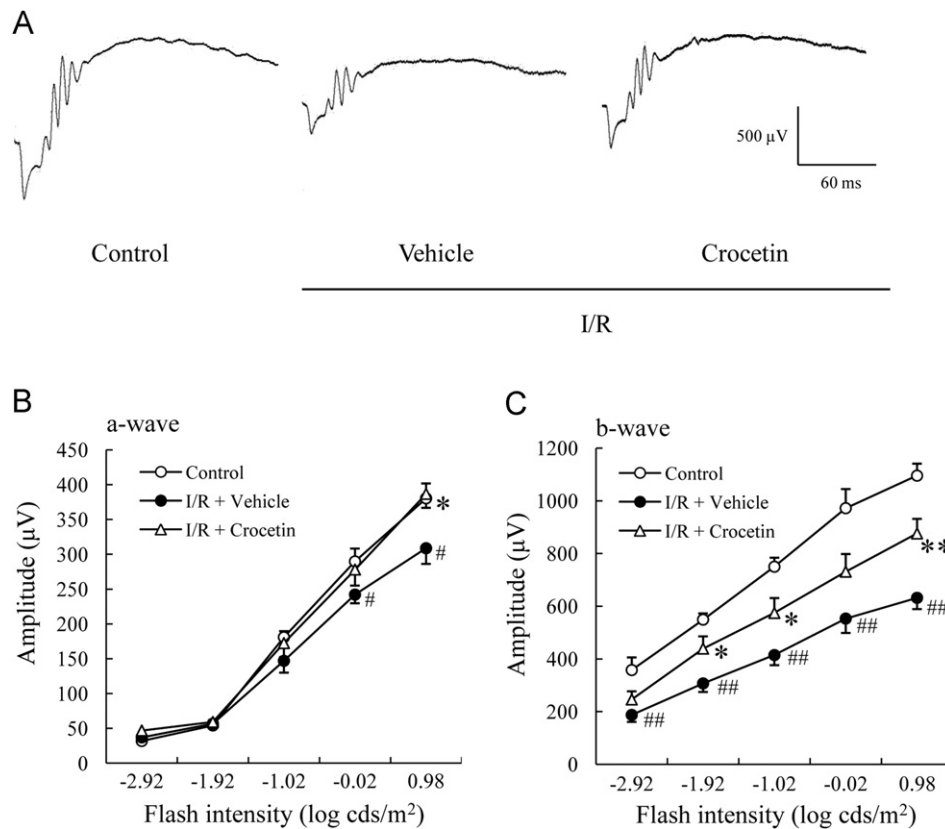 A
500 µV
60 ms
Control
Vehicle
Crocetin
I/R
B
a-wave
Control
I/R + Vehicle
I/R + Crocetin
Amplitude (µV)
450
400
350
300
250
200
150
100
50
0
*
#
#
-2.92 -1.92 -1.02 -0.02 0.98
Flash intensity (log cds/m²)
C
b-wave
Control
I/R + Vehicle
I/R + Crocetin
Amplitude (µV)
1200
1000
800
600
400
200
0
**
*
*
##
##
##
##
##
-2.92 -1.92 -1.02 -0.02 0.98
Flash intensity (log cds/m²)